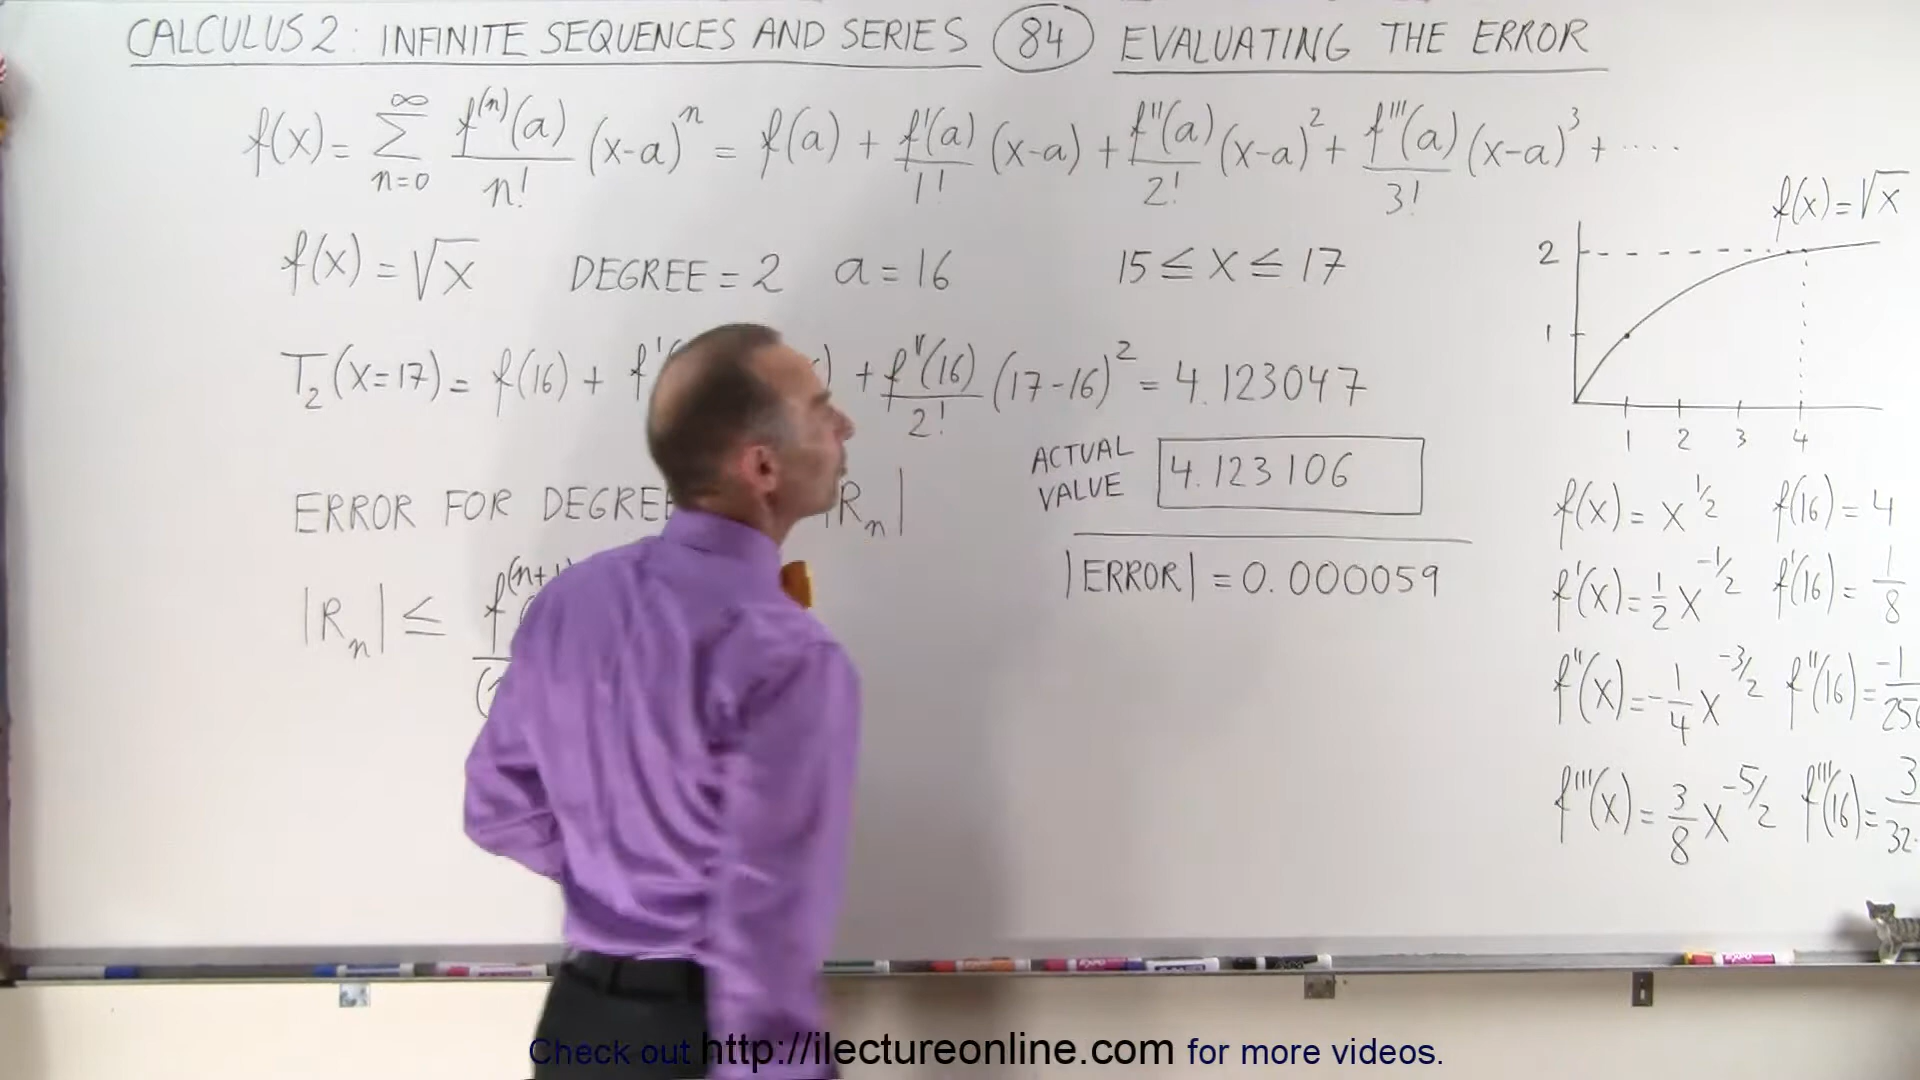 CALCULUS 2: INFINITE SEQUENCES AND SERIES (84) EVALUATING THE ERROR
f(x) = ∑_{n=0}^{∞} f^{(n)}(a)/n! (x-a)^n = f(a) + f'(a)/1! (x-a) + f''(a)/2! (x-a)^2 + f'''(a)/3! (x-a)^3 + .....
f(x) = √x DEGREE = 2 a = 16 15 ≤ x ≤ 17
T_2(x=17) = f(16) + f' + f''(16)/2! (17-16)^2 = 4.123047
ACTUAL VALUE 4.123106
ERROR FOR DEGREE |R_n|
|ERROR| = 0.000059
|R_n| ≤ f^{(n+1)
f(x) = √x
2
1
1 2 3 4
f(x) = x^{1/2} f(16) = 4
f'(x) = 1/2 x^{-1/2} f'(16) = 1/8
f''(x) = -1/4 x^{-3/2} f''(16) = -1/256
f'''(x) = 3/8 x^{-5/2} f'''(16) = 3/32
EXPO
Check out http://ilectureonline.com for more videos.